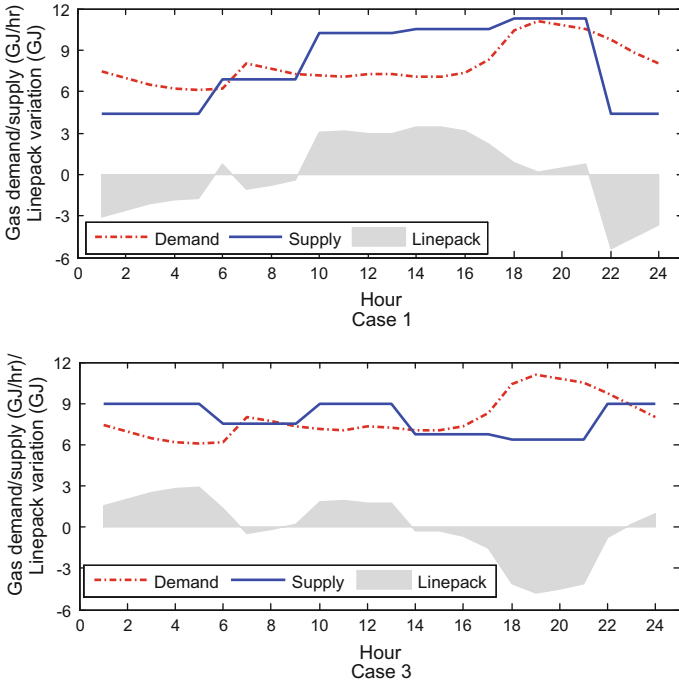 Gas demand/supply (GJ/hr)/
Linepack variation (GJ)
12
9
6
3
0
-3
-6
Demand Supply Linepack
0 2 4 6 8 10 12 14 16 18 20 22 24
Hour
Case 1
Gas demand/supply (GJ/hr)/
Linepack variation (GJ)
12
9
6
3
0
-3
-6
Demand Supply Linepack
0 2 4 6 8 10 12 14 16 18 20 22 24
Hour
Case 3